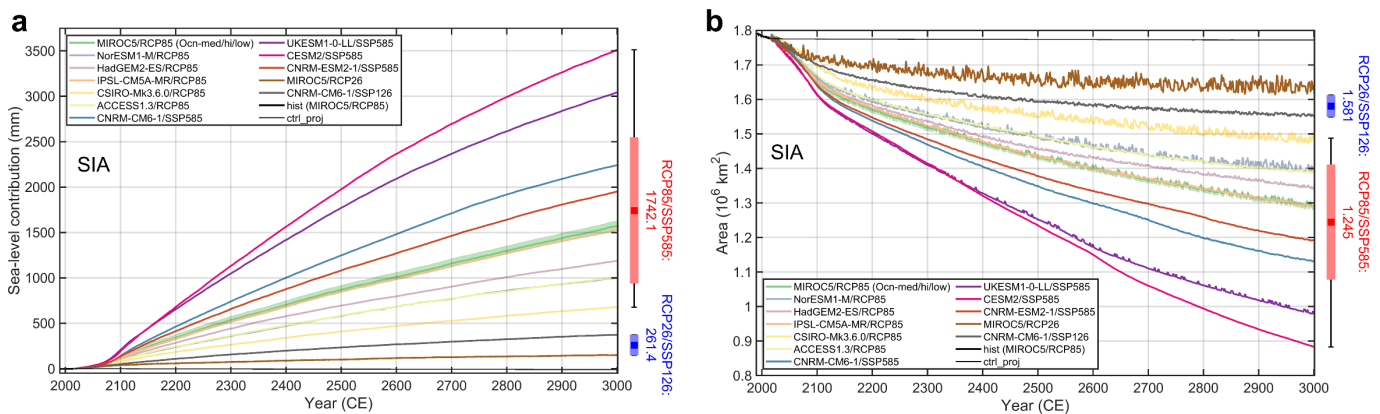 a
Sea-level contribution (mm)
3500
3000
2500
2000
1500
1000
500
0
MIROC5/RCP85 (Ocn-med/hi/low)
NorESM1-M/RCP85
HadGEM2-ES/RCP85
IPSL-CM5A-MR/RCP85
CSIRO-Mk3.6.0/RCP85
ACCESS1.3/RCP85
CNRM-CM6-1/SSP585
UKESM1-0-LL/SSP585
CESM2/SSP585
CNRM-ESM2-1/SSP585
MIROC5/RCP26
CNRM-CM6-1/SSP126
hist (MIROC5/RCP85)
ctrl_proj
SIA
2000 2100 2200 2300 2400 2500 2600 2700 2800 2900 3000
Year (CE)
RCP85/SSP585:
1742.1
RCP26/SSP126:
261.4
b
Area (10^6 km^2)
1.8
1.7
1.6
1.5
1.4
1.3
1.2
1.1
1
0.9
0.8
SIA
MIROC5/RCP85 (Ocn-med/hi/low)
NorESM1-M/RCP85
HadGEM2-ES/RCP85
IPSL-CM5A-MR/RCP85
CSIRO-Mk3.6.0/RCP85
ACCESS1.3/RCP85
CNRM-CM6-1/SSP585
UKESM1-0-LL/SSP585
CESM2/SSP585
CNRM-ESM2-1/SSP585
MIROC5/RCP26
CNRM-CM6-1/SSP126
hist (MIROC5/RCP85)
ctrl_proj
2000 2100 2200 2300 2400 2500 2600 2700 2800 2900 3000
Year (CE)
RCP26/SSP126:
1.581
RCP85/SSP585:
1.245